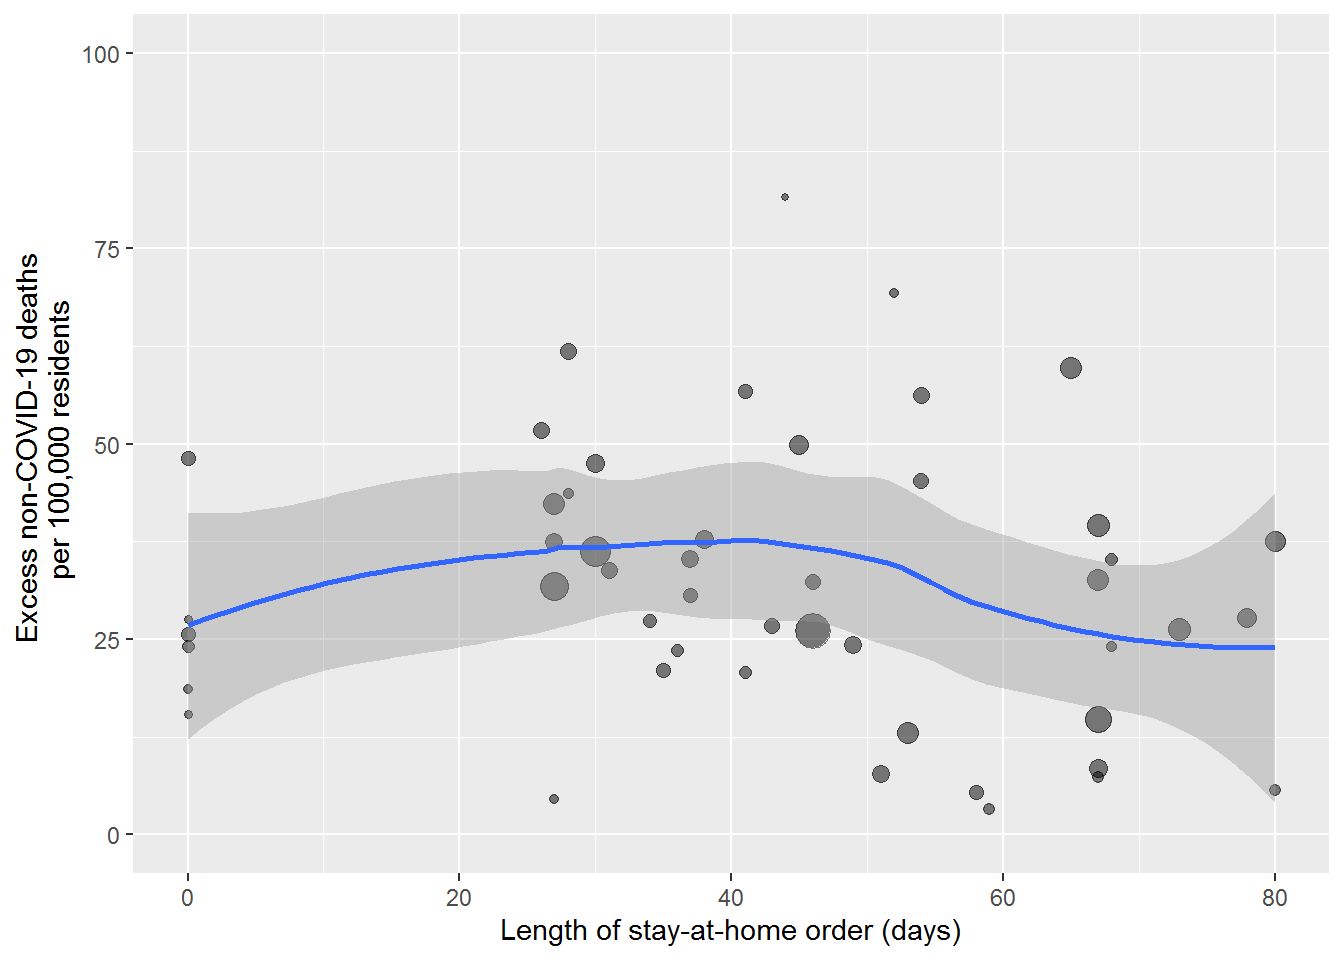 100
75
50
25
0
Excess non-COVID-19 deaths
per 100,000 residents
0 20 40 60 80
Length of stay-at-home order (days)